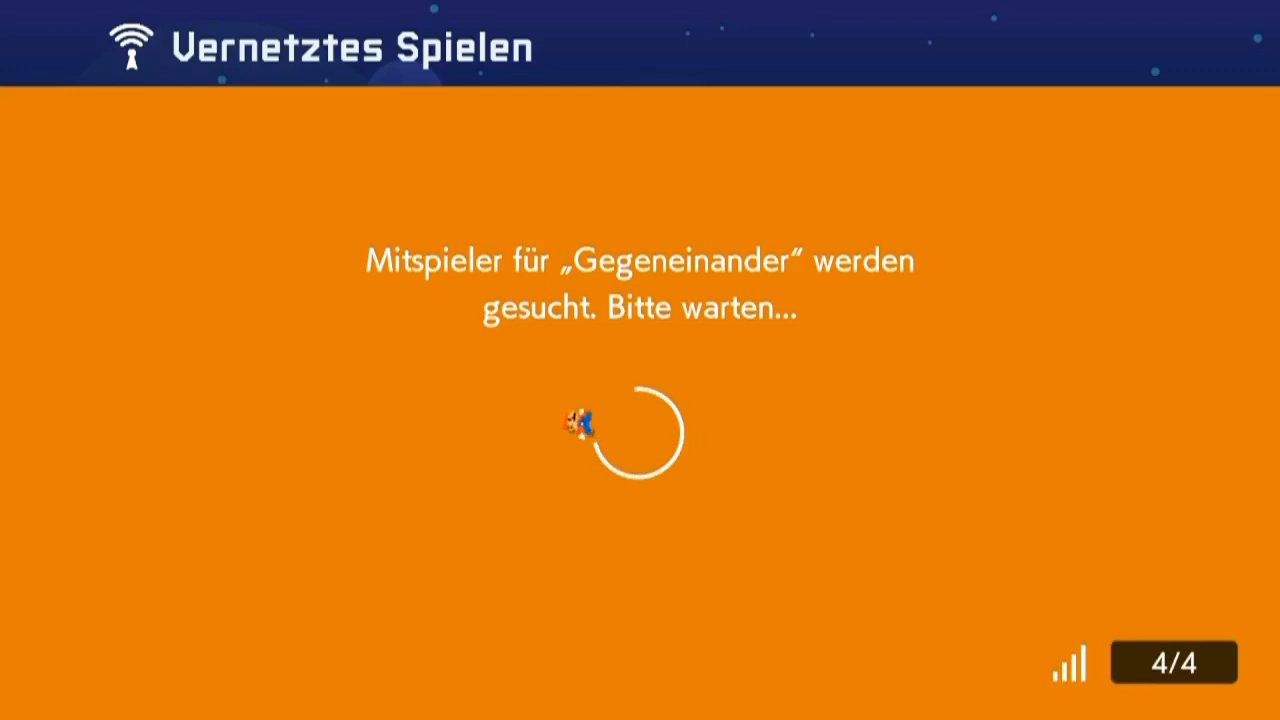 Vernetztes Spielen
Mitspieler für „Gegeneinander“ werden
gesucht. Bitte warten...
4/4